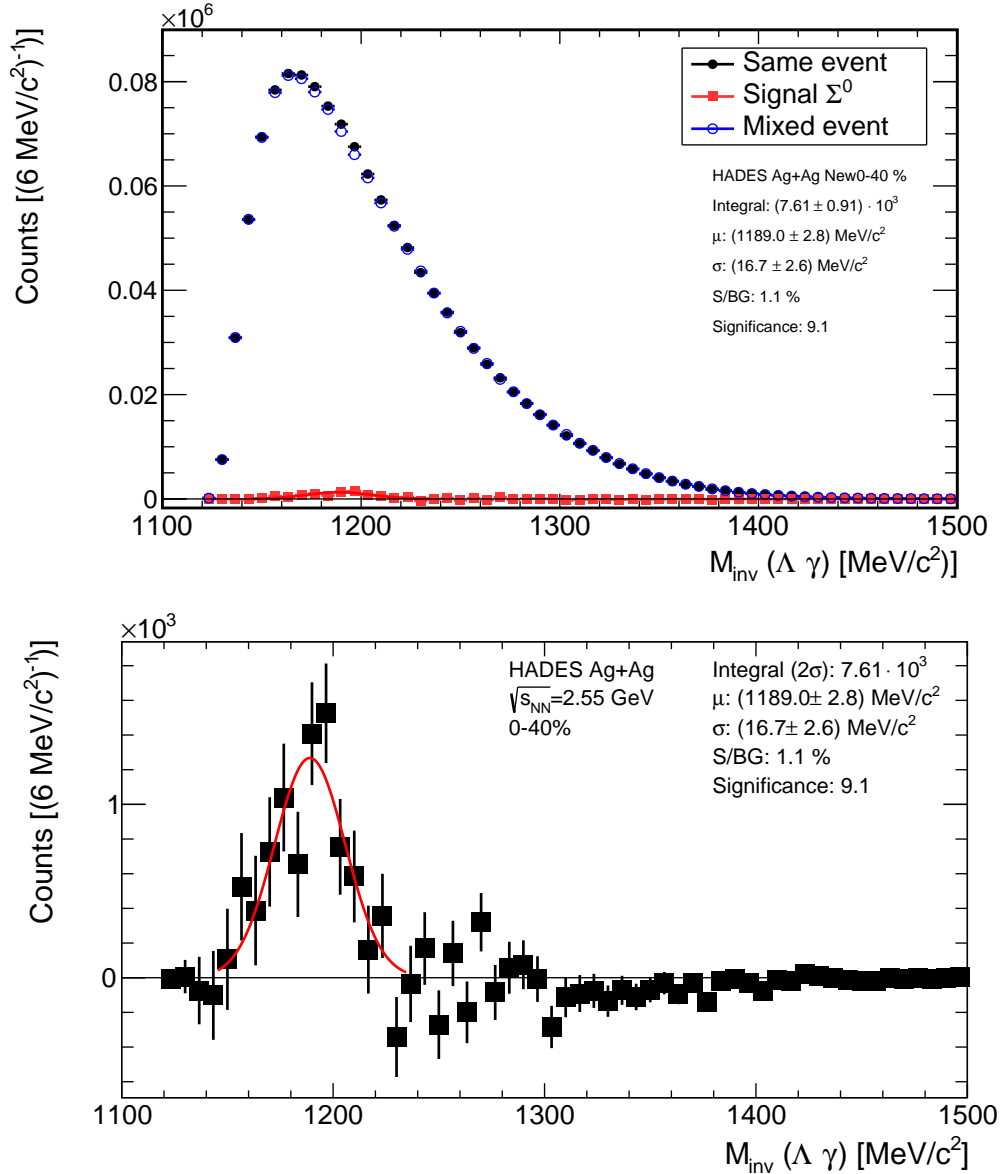 ×10⁶
Counts [(6 MeV/c²)⁻¹)]
0.08
0.06
0.04
0.02
0
Same event
Signal Σ⁰
Mixed event
HADES Ag+Ag New0-40 %
Integral: (7.61 ± 0.91) · 10³
μ: (1189.0 ± 2.8) MeV/c²
σ: (16.7 ± 2.6) MeV/c²
S/BG: 1.1 %
Significance: 9.1
1100 1200 1300 1400 1500
M_inv (Λ γ) [MeV/c²)]
×10³
Counts [(6 MeV/c²)⁻¹)]
1
0
HADES Ag+Ag
√s_NN=2.55 GeV
0-40%
Integral (2σ): 7.61 · 10³
μ: (1189.0± 2.8) MeV/c²
σ: (16.7± 2.6) MeV/c²
S/BG: 1.1 %
Significance: 9.1
1100 1200 1300 1400 1500
M_inv (Λ γ) [MeV/c²]